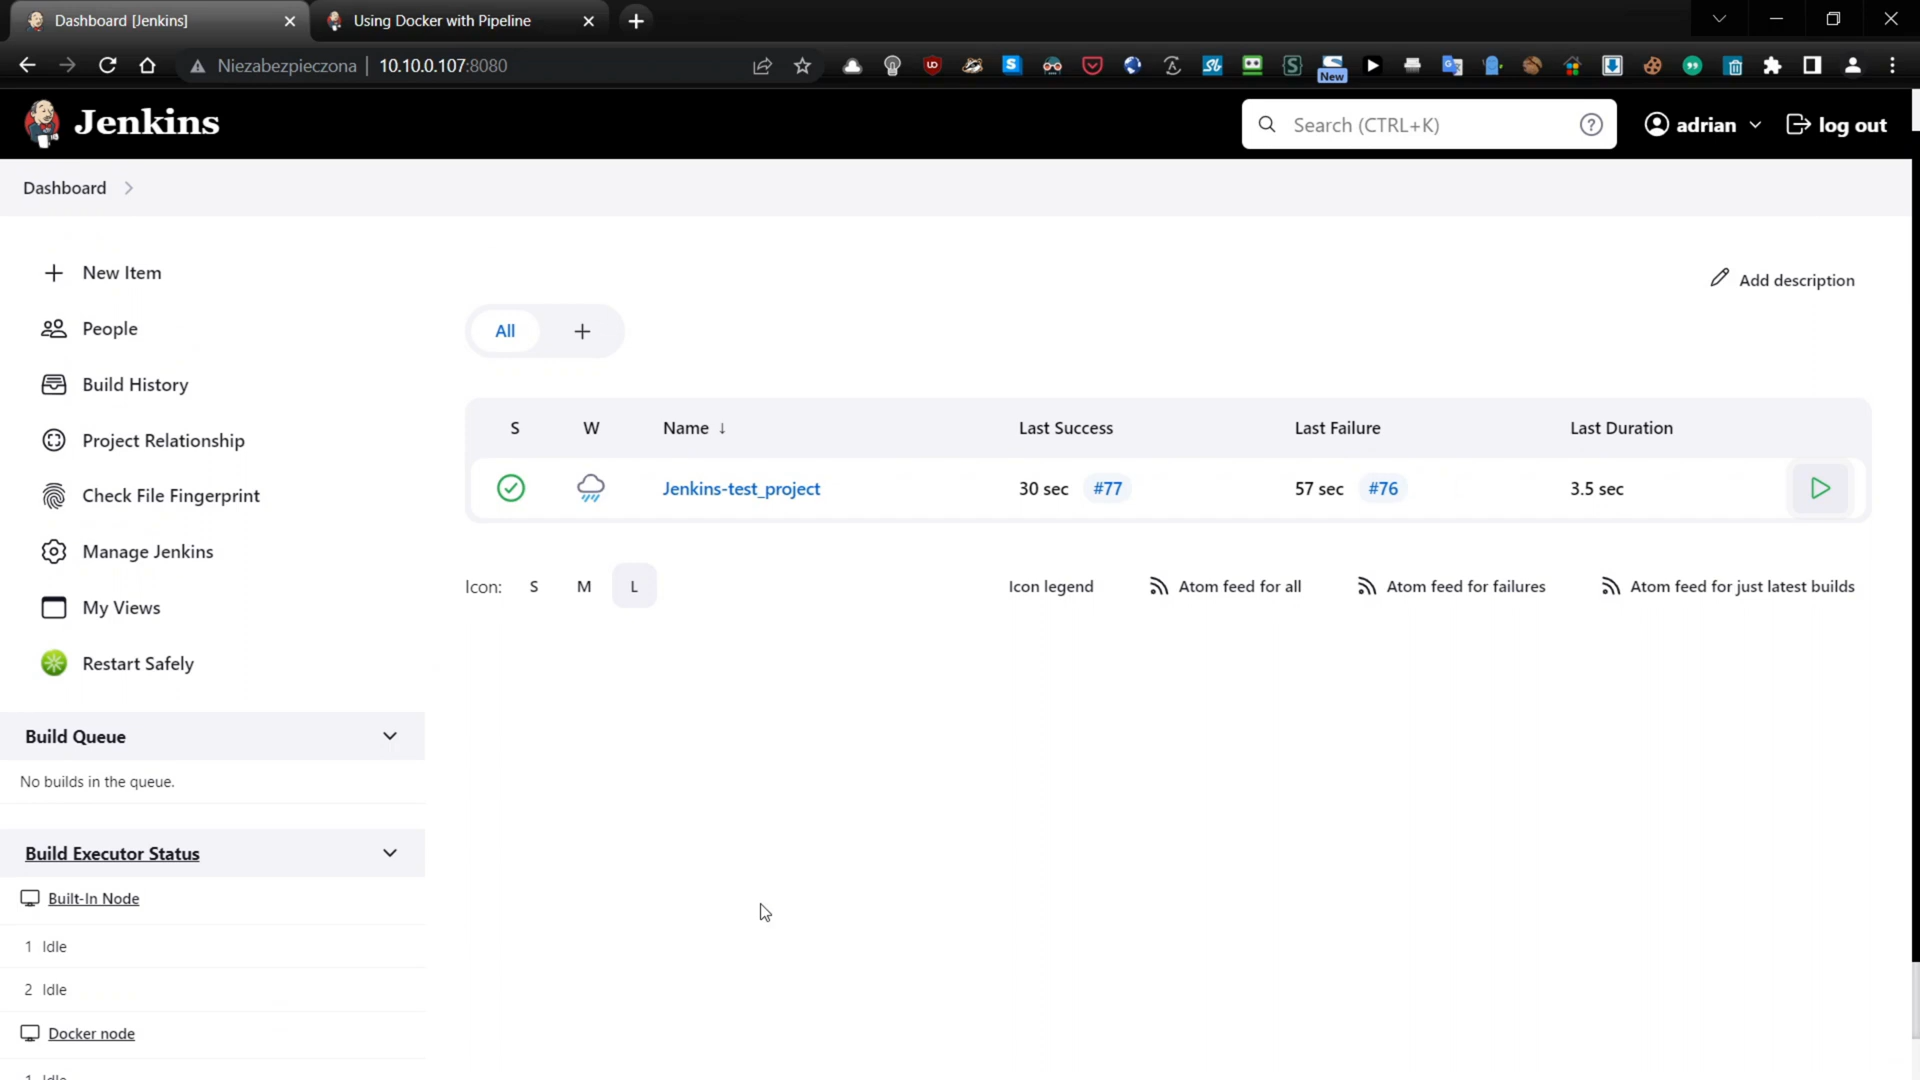 Dashboard [Jenkins]
Using Docker with Pipeline
Niezabezpieczona
10.10.0.107:8080
New
Jenkins
Search (CTRL+K)
adrian
log out
Dashboard
New Item
People
Build History
Project Relationship
Check File Fingerprint
Manage Jenkins
My Views
Restart Safely
Add description
All
S W Name ↓ Last Success Last Failure Last Duration
Jenkins-test_project 30 sec #77 57 sec #76 3.5 sec
Icon: S M L
Icon legend
Atom feed for all
Atom feed for failures
Atom feed for just latest builds
Build Queue
No builds in the queue.
Build Executor Status
Built-In Node
1 Idle
2 Idle
Docker node
1 Idle